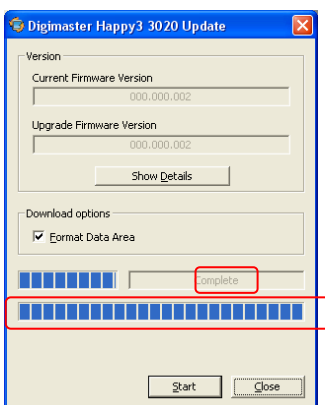 Digimaster Happy3 3020 Update
Version
Current Firmware Version
000.000.002
Upgrade Firmware Version
000.000.002
Show Details
Download options
Format Data Area
Complete
Start
Close